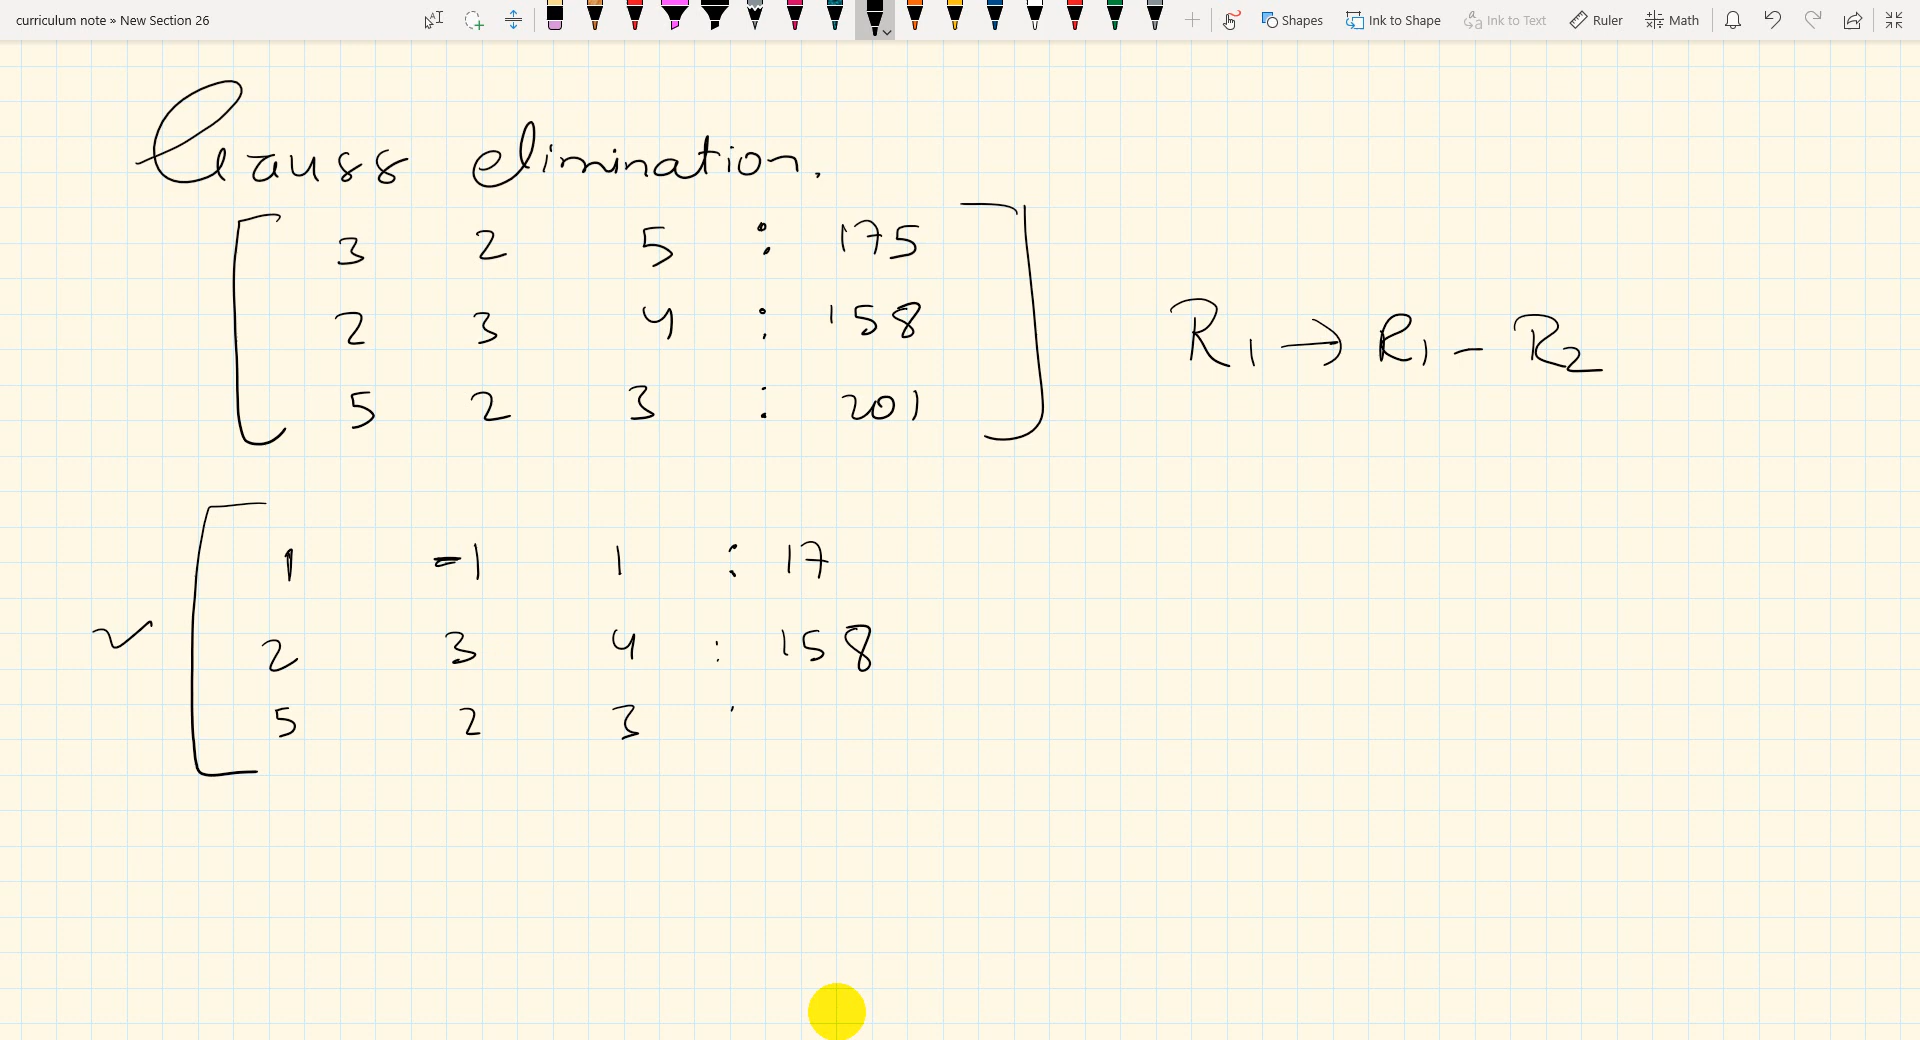 curriculum note » New Section 26
Shapes Ink to Shape Ink to Text Ruler Math
Gauss elimination.
3 2 5 : 175
2 3 4 : 158
5 2 3 : 201
R1 → R1 - R2
1 -1 1 : 17
2 3 4 : 158
5 2 3 ·